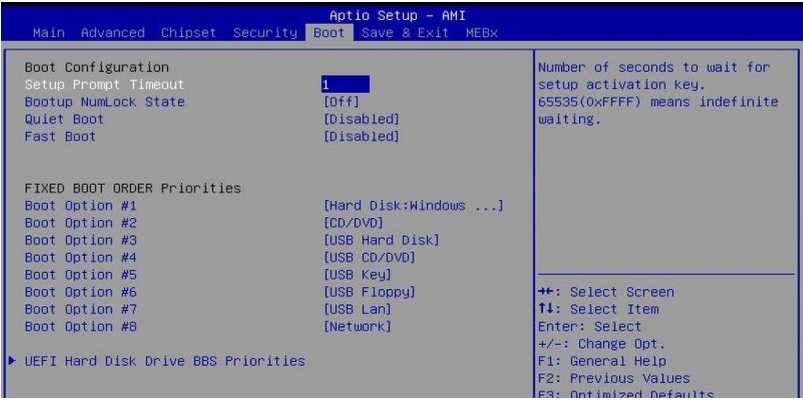 Aptio Setup – AMI
Main Advanced Chipset Security Boot Save & Exit MEBx
Boot Configuration
Setup Prompt Timeout 1
Bootup NumLock State [Off]
Quiet Boot [Disabled]
Fast Boot [Disabled]
FIXED BOOT ORDER Priorities
Boot Option #1 [Hard Disk:Windows ...]
Boot Option #2 [CD/DVD]
Boot Option #3 [USB Hard Disk]
Boot Option #4 [USB CD/DVD]
Boot Option #5 [USB Key]
Boot Option #6 [USB Floppy]
Boot Option #7 [USB Lan]
Boot Option #8 [Network]
▶ UEFI Hard Disk Drive BBS Priorities
Number of seconds to wait for
setup activation key.
65535(0xFFFF) means indefinite
waiting.
→←: Select Screen
↑↓: Select Item
Enter: Select
+/-: Change Opt.
F1: General Help
F2: Previous Values
F3: Optimized Defaults